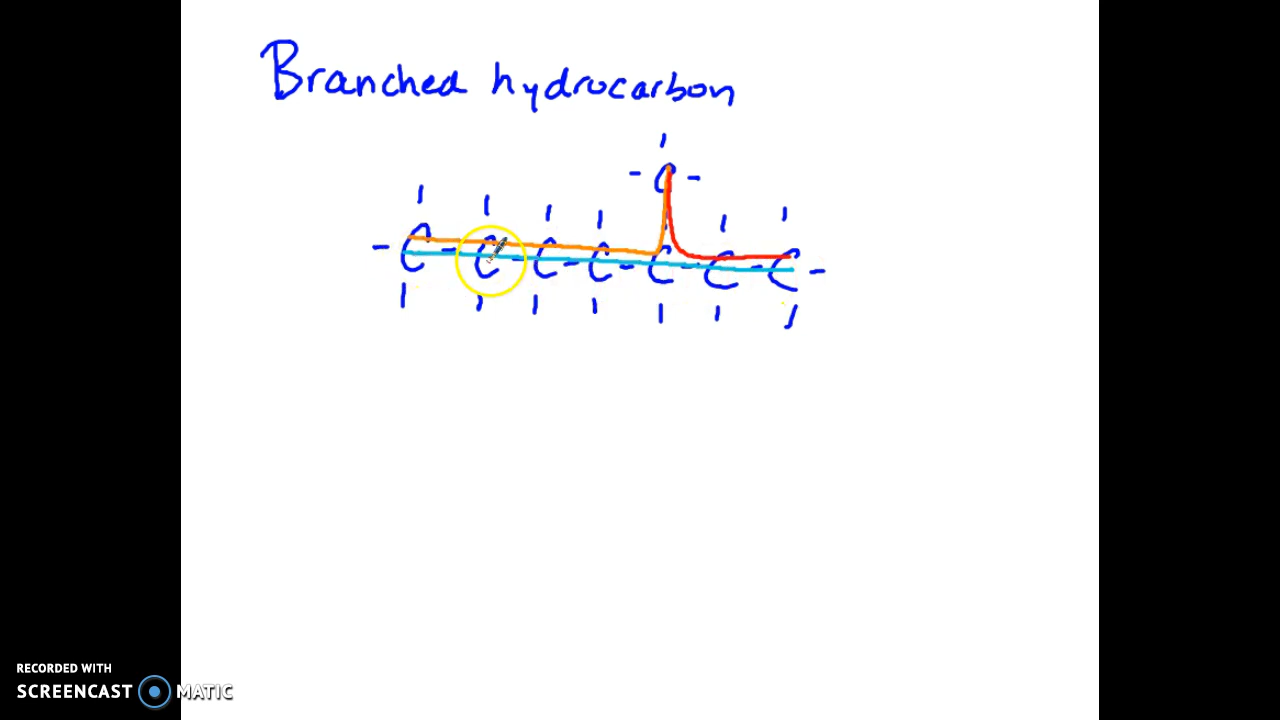 Branched hydrocarbon
C
C C C C C C C
RECORDED WITH
SCREENCAST MATIC